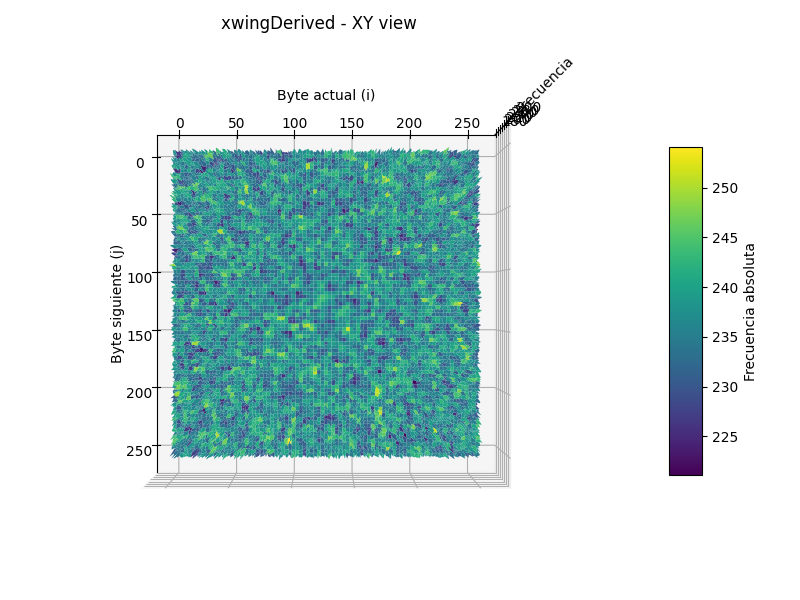 xwingDerived - XY view
Byte actual (i)
0 50 100 150 200 250
Byte siguiente (j)
0
50
100
150
200
250
250
245
240
235
230
225
Frecuencia absoluta